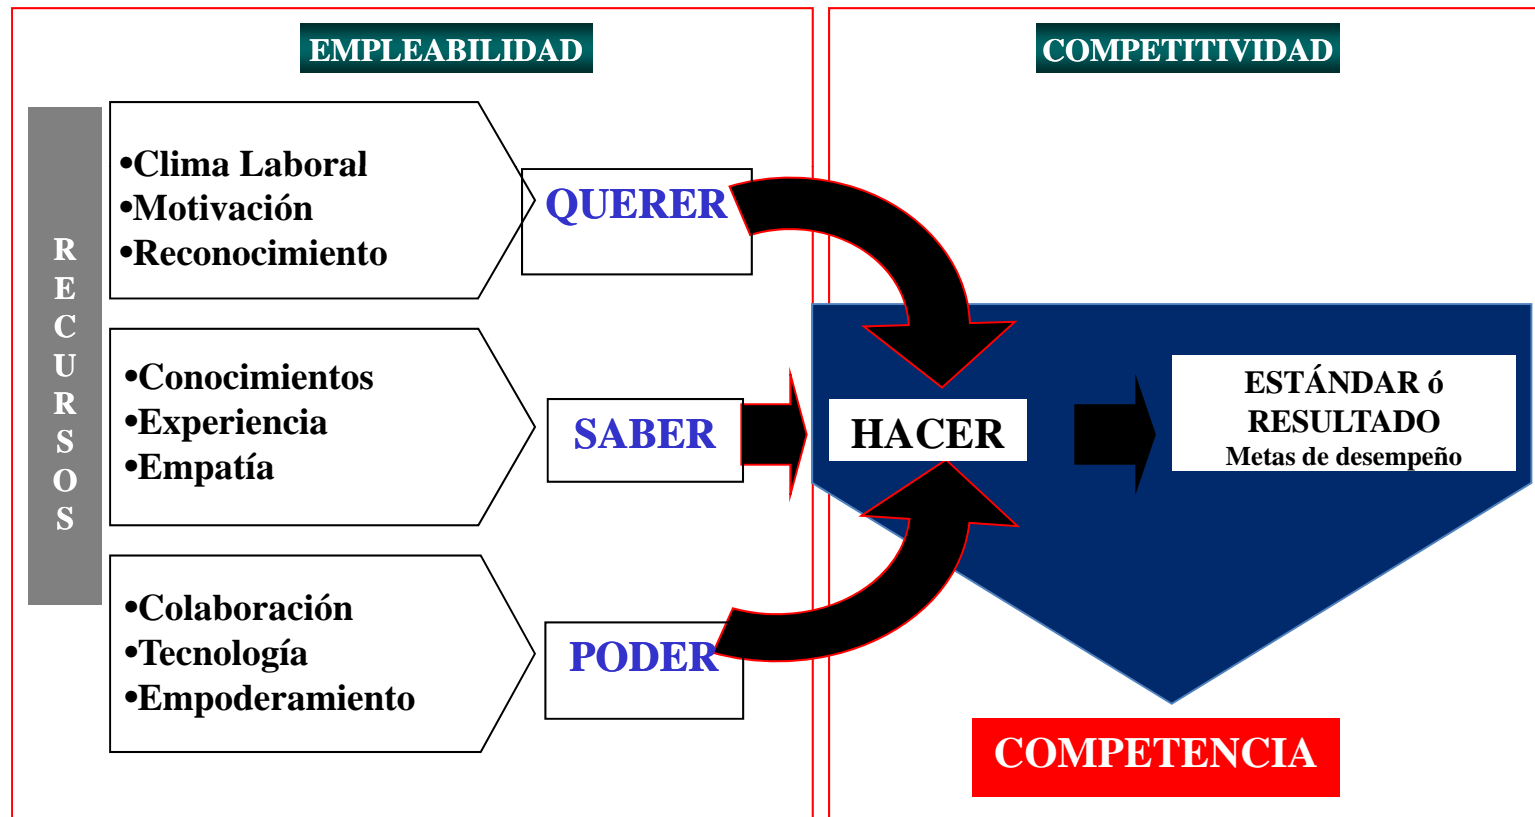 EMPLEABILIDAD
COMPETITIVIDAD
RECURSOS
•Clima Laboral
•Motivación
•Reconocimiento
QUERER
•Conocimientos
•Experiencia
•Empatía
SABER
•Colaboración
•Tecnología
•Empoderamiento
PODER
HACER
ESTÁNDAR ó
RESULTADO
Metas de desempeño
COMPETENCIA